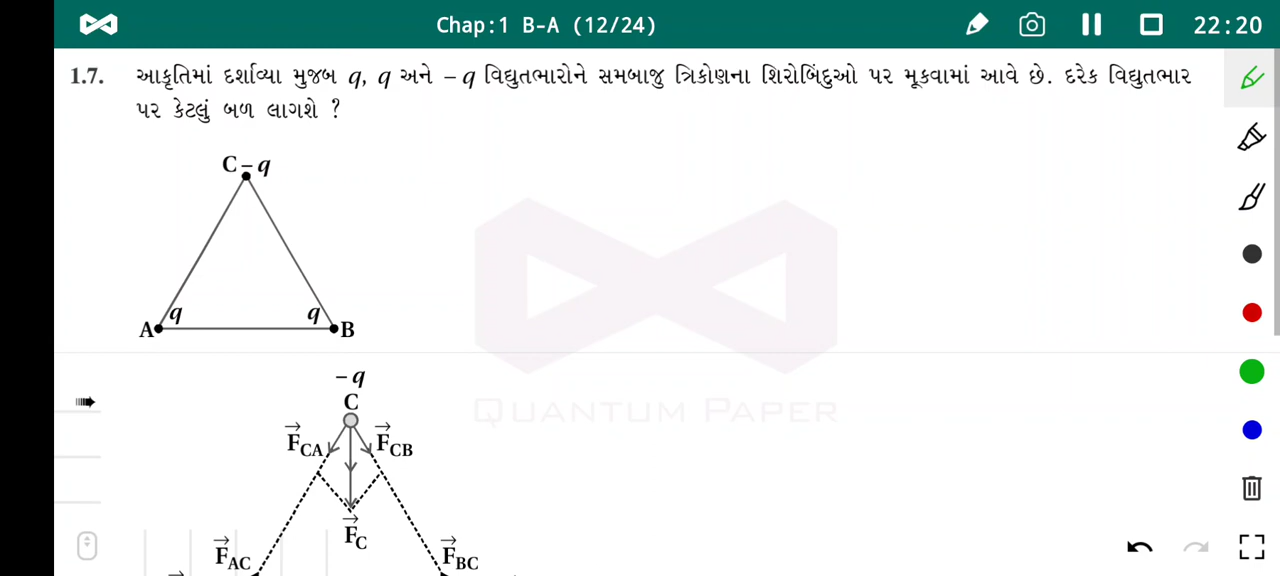 Chap:1 B-A (12/24)
22:20
1.7. આકૃતિમાં દર્શાવ્યા મુજબ q, q અને – q વિદ્યુતભારોને સમબાજુ ત્રિકોણના શિરોબિંદુઓ પર મૂકવામાં આવે છે. દરેક વિદ્યુતભાર
પર કેટલું બળ લાગશે ?
C – q
q
q
A
B
QUANTUM PAPER
– q
C
F⃗CA
F⃗CB
F⃗C
F⃗AC
F⃗BC